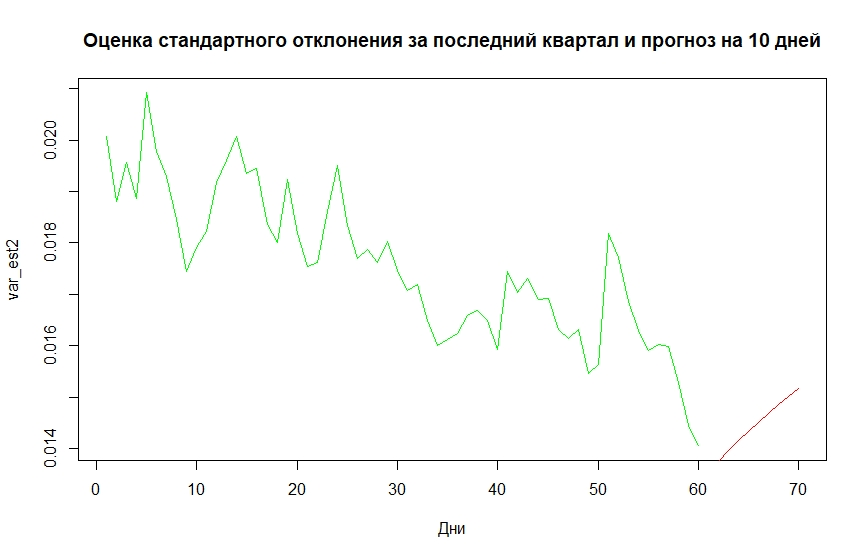 Оценка стандартного отклонения за последний квартал и прогноз на 10 дней
var_est2
0.020
0.018
0.016
0.014
0 10 20 30 40 50 60 70
Дни